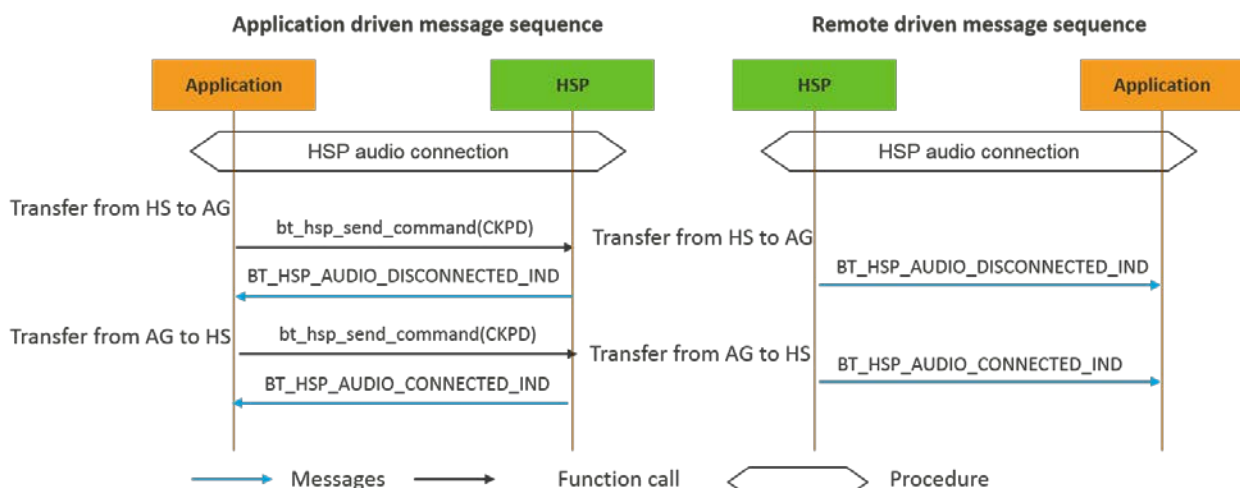 Application driven message sequence
Remote driven message sequence
Application
HSP
HSP
Application
HSP audio connection
HSP audio connection
Transfer from HS to AG
bt_hsp_send_command(CKPD)
Transfer from HS to AG
BT_HSP_AUDIO_DISCONNECTED_IND
BT_HSP_AUDIO_DISCONNECTED_IND
Transfer from AG to HS
bt_hsp_send_command(CKPD)
Transfer from AG to HS
BT_HSP_AUDIO_CONNECTED_IND
BT_HSP_AUDIO_CONNECTED_IND
Messages
Function call
Procedure